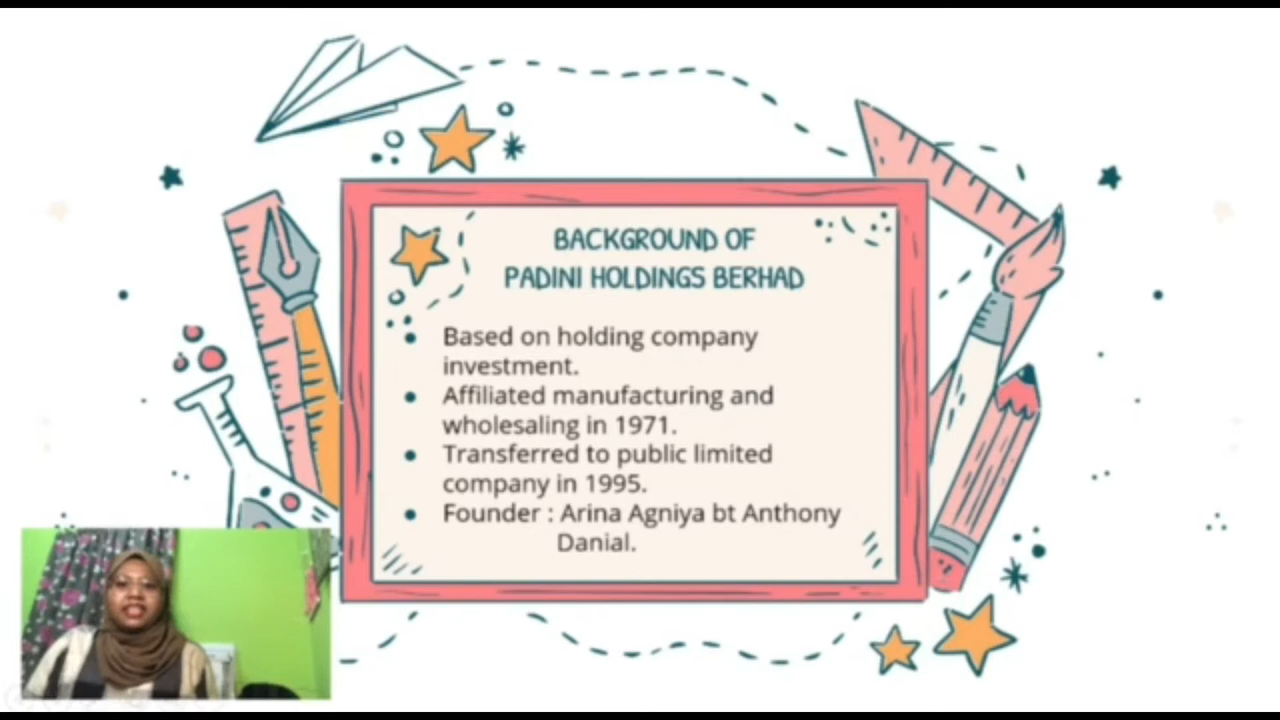 BACKGROUND OF
PADINI HOLDINGS BERHAD
• Based on holding company
investment.
• Affiliated manufacturing and
wholesaling in 1971.
• Transferred to public limited
company in 1995.
• Founder : Arina Agniya bt Anthony
Danial.